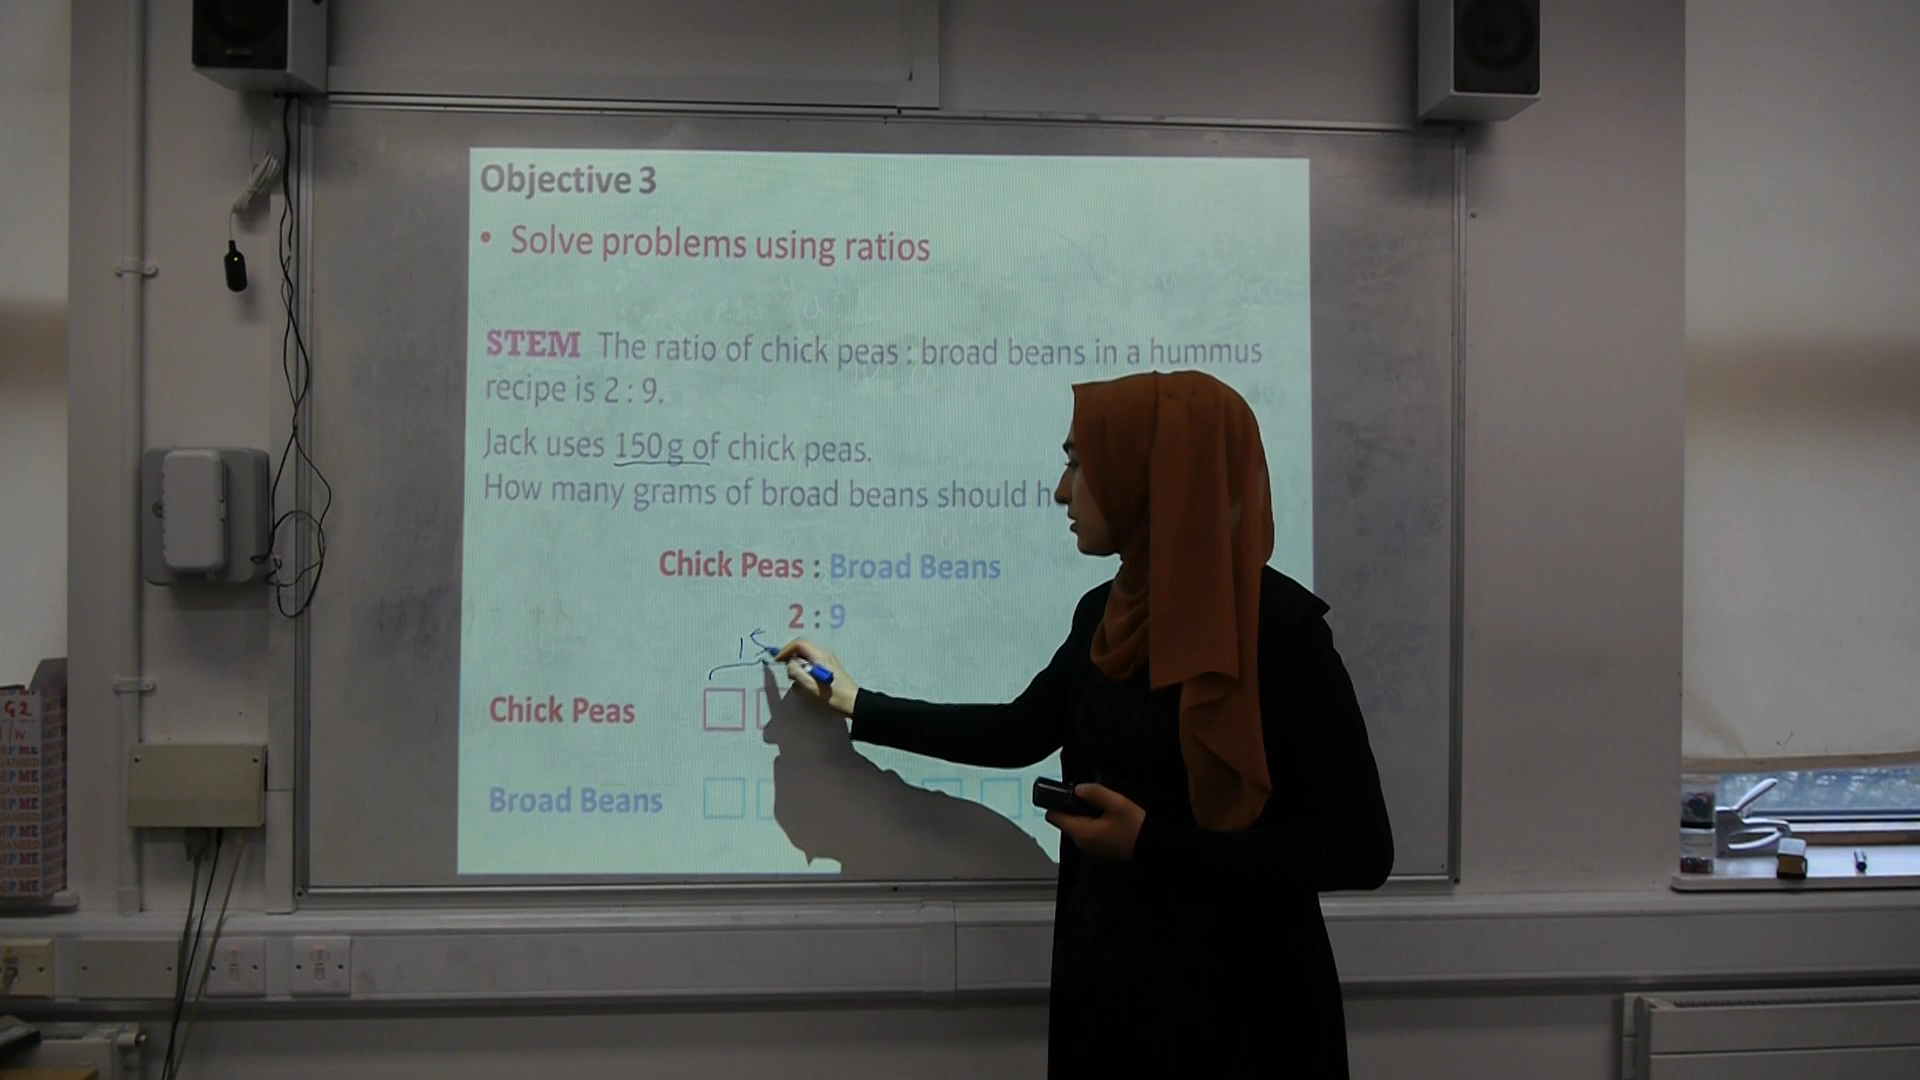 Objective 3
• Solve problems using ratios
STEM The ratio of chick peas : broad beans in a hummus
recipe is 2 : 9.
Jack uses 150 g of chick peas.
How many grams of broad beans should
Chick Peas : Broad Beans
2 : 9
15
Chick Peas
Broad Beans
G2